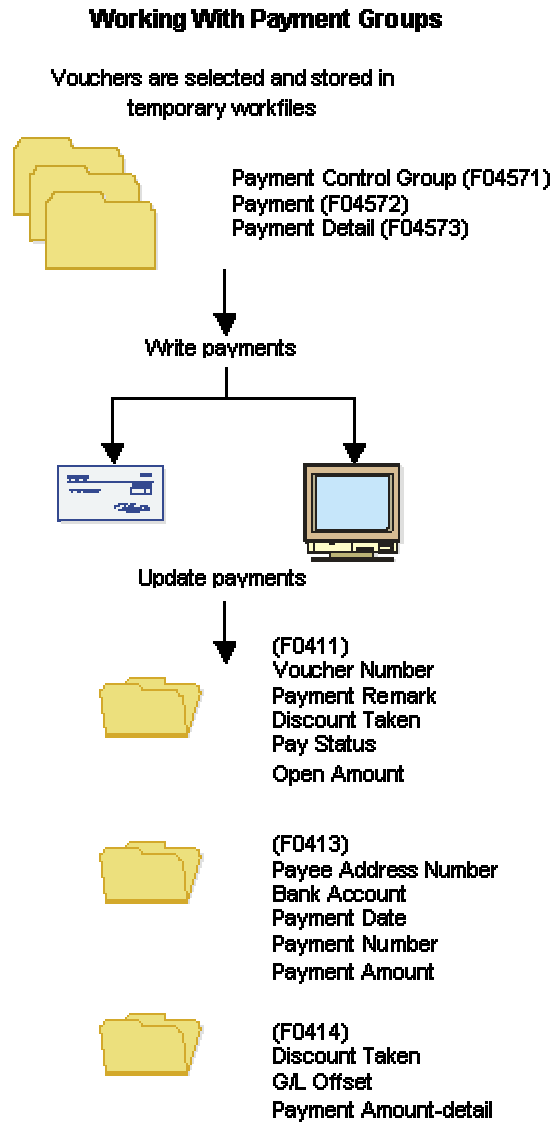 Working With Payment Groups
Vouchers are selected and stored in
temporary workfiles
Payment Control Group (F04571)
Payment (F04572)
Payment Detail (F04573)
Write payments
Update payments
(F0411)
Voucher Number
Payment Remark
Discount Taken
Pay Status
Open Amount
(F0413)
Payee Address Number
Bank Account
Payment Date
Payment Number
Payment Amount
(F0414)
Discount Taken
G/L Offset
Payment Amount-detail